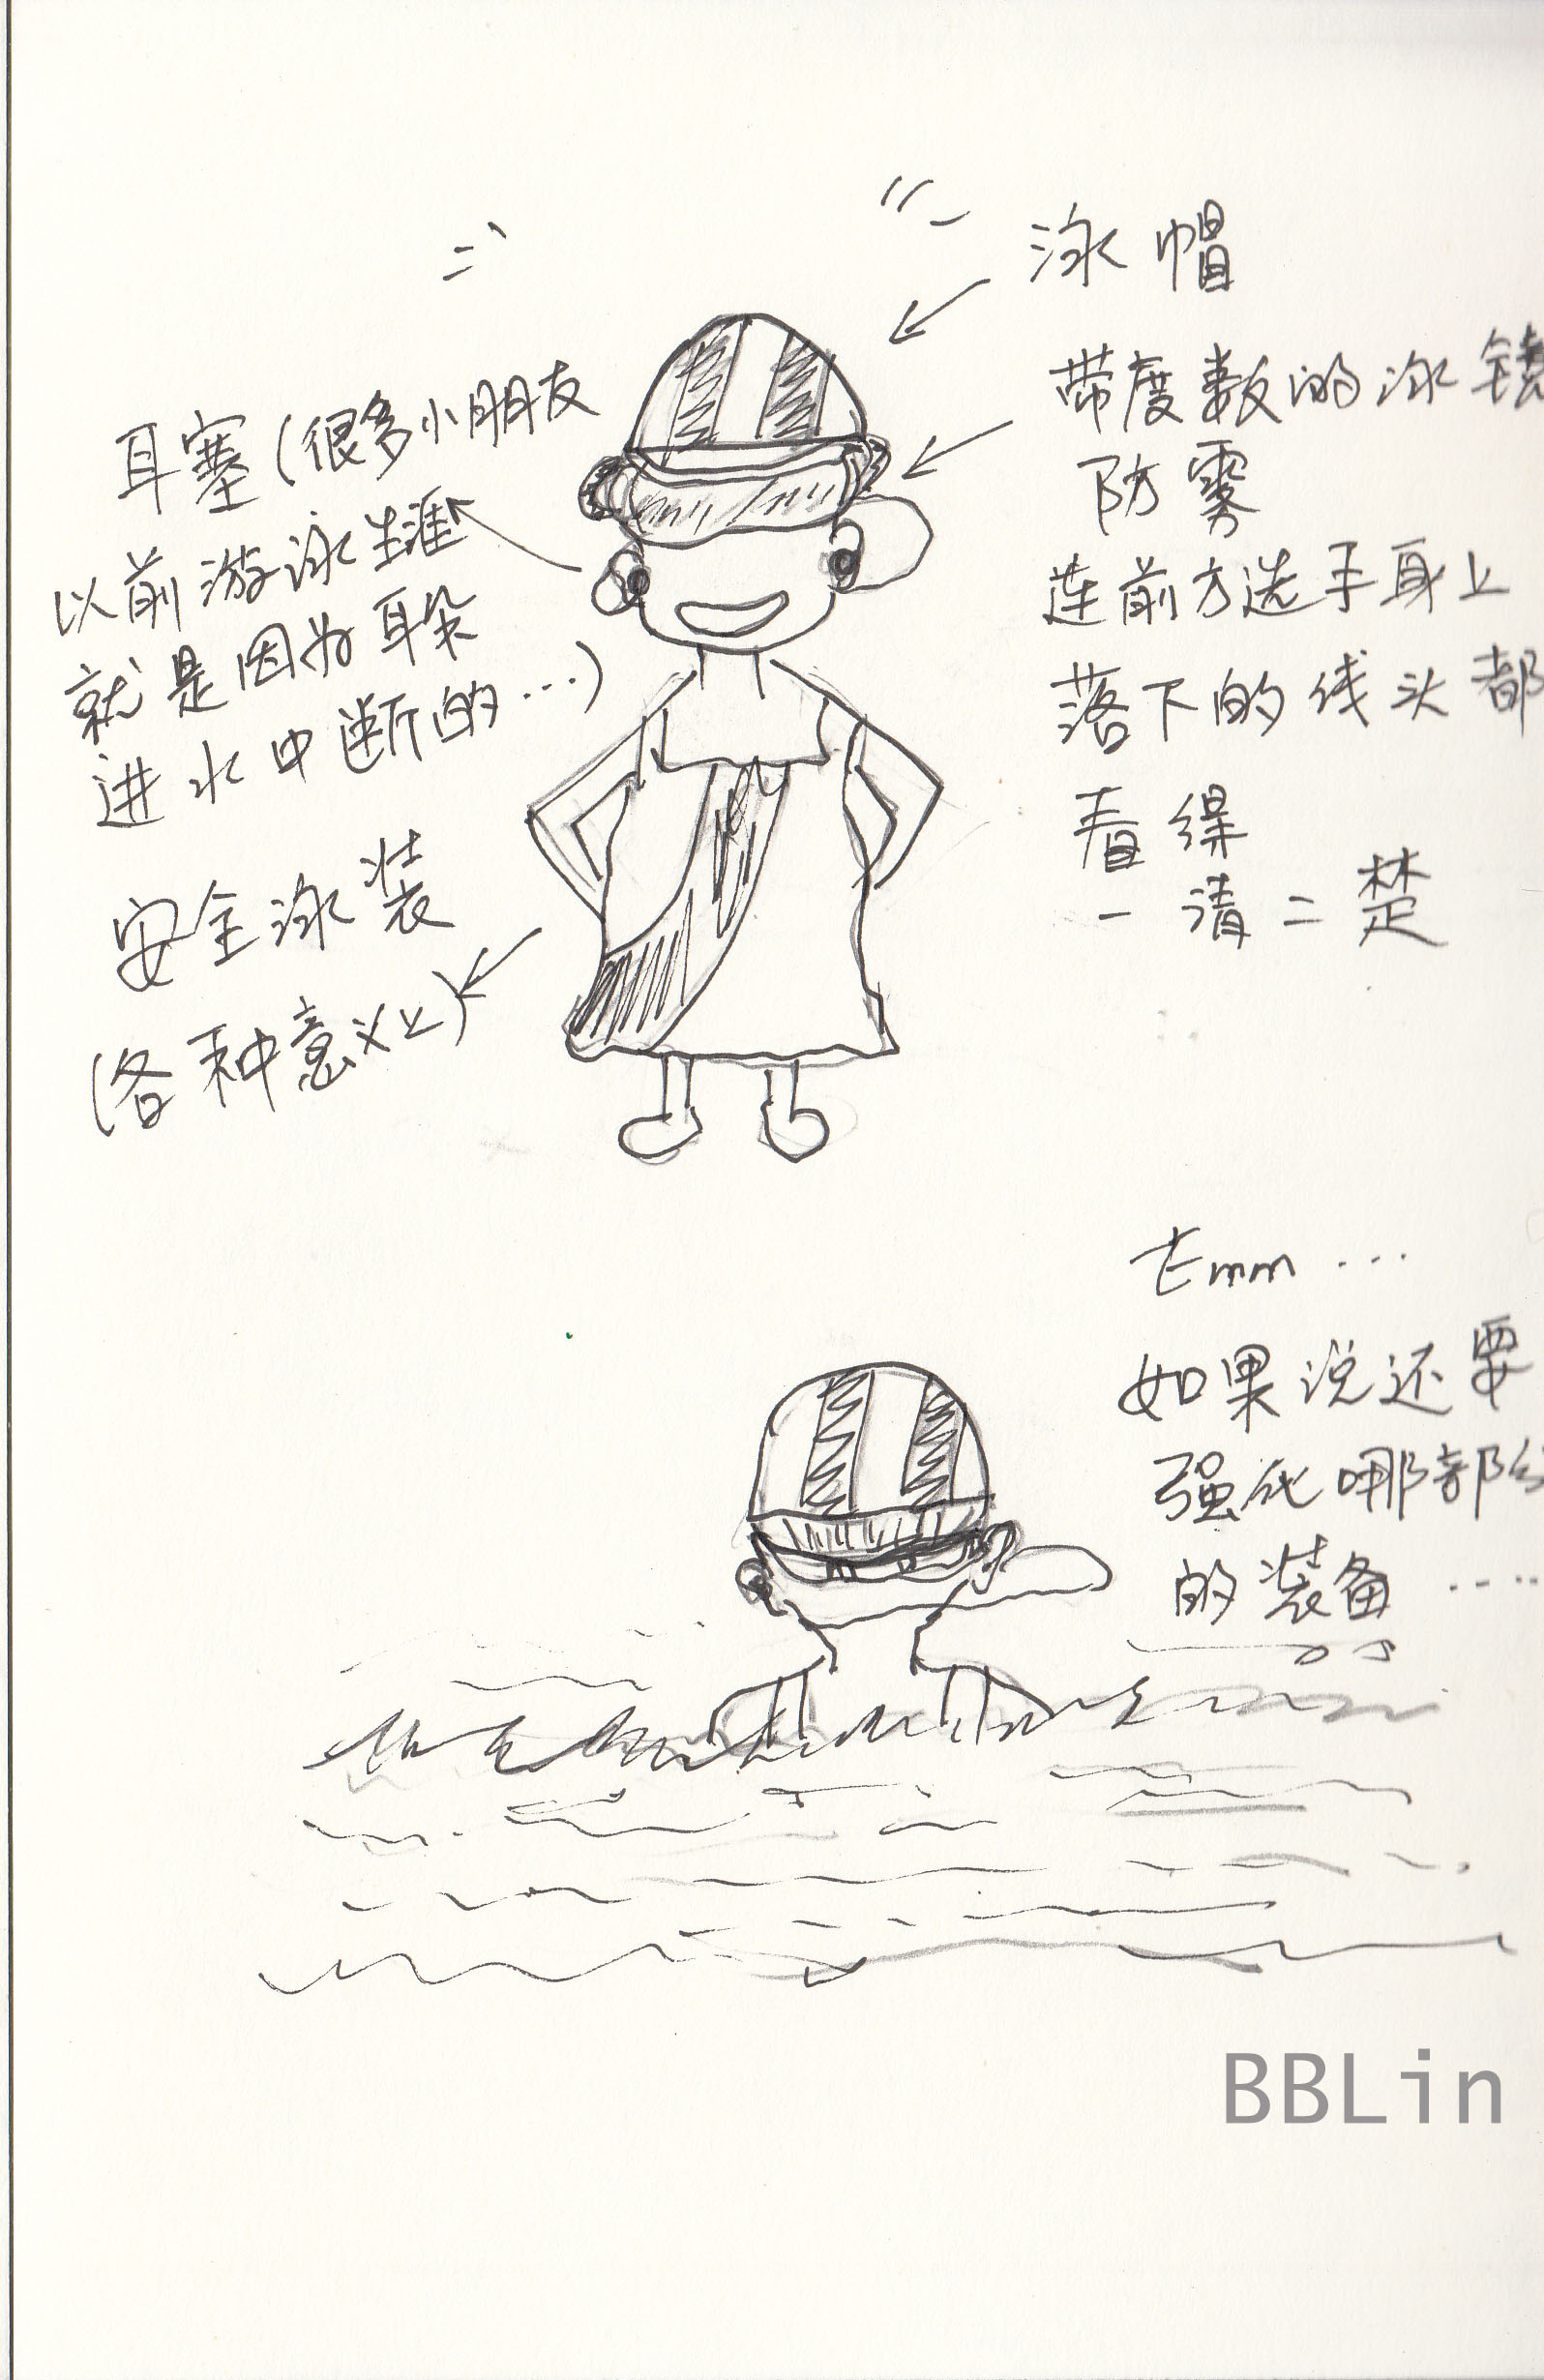 泳帽
带度数的泳镜
防雾
连前方选手身上
落下的线头都
看得
一清二楚
耳塞(很多小朋友
以前游泳生涯
就是因为耳朵
进水中断的...)
安全泳装
(各种意义上)
Emm...
如果说还要
强化哪部分
的装备.....
BBLin